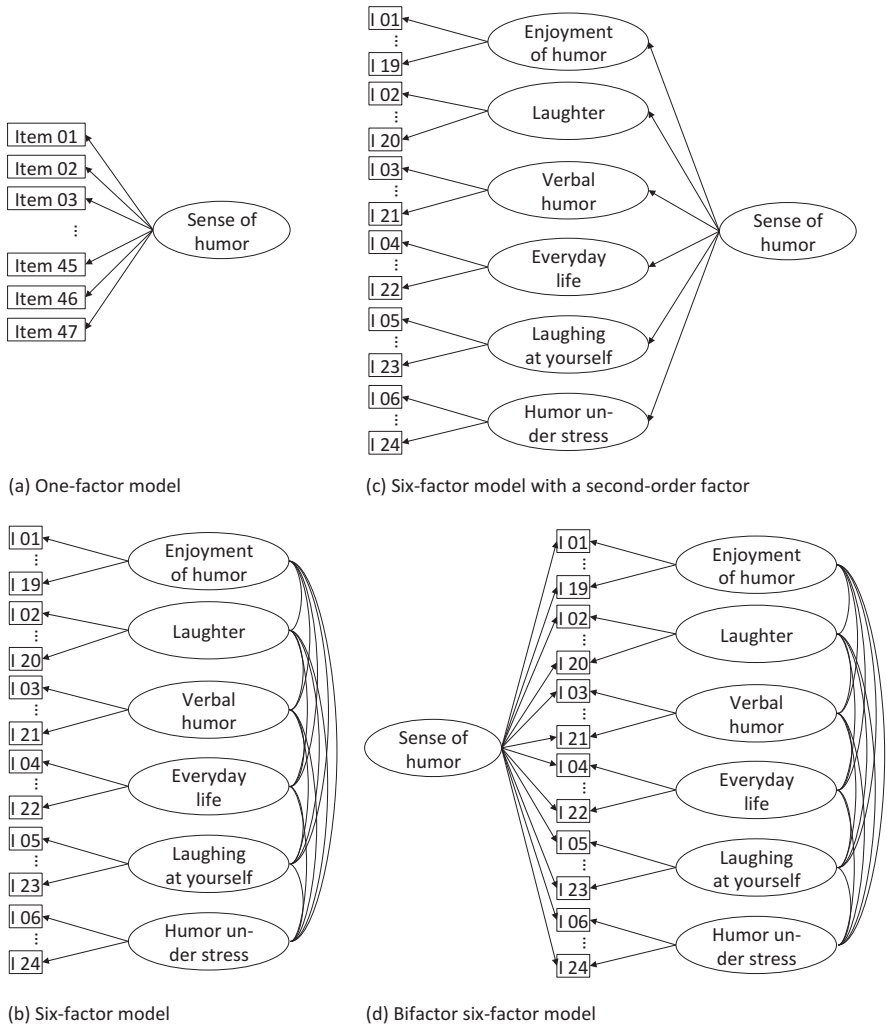 Item 01
Item 02
Item 03
...
Item 45
Item 46
Item 47
Sense of
humor
(a) One-factor model
I 01
...
I 19
I 02
...
I 20
I 03
...
I 21
I 04
...
I 22
I 05
...
I 23
I 06
...
I 24
Enjoyment
of humor
Laughter
Verbal
humor
Everyday
life
Laughing
at yourself
Humor un-
der stress
Sense of
humor
(c) Six-factor model with a second-order factor
I 01
...
I 19
I 02
...
I 20
I 03
...
I 21
I 04
...
I 22
I 05
...
I 23
I 06
...
I 24
Enjoyment
of humor
Laughter
Verbal
humor
Everyday
life
Laughing
at yourself
Humor un-
der stress
(b) Six-factor model
Sense of
humor
I 01
...
I 19
I 02
...
I 20
I 03
...
I 21
I 04
...
I 22
I 05
...
I 23
I 06
...
I 24
Enjoyment
of humor
Laughter
Verbal
humor
Everyday
life
Laughing
at yourself
Humor un-
der stress
(d) Bifactor six-factor model